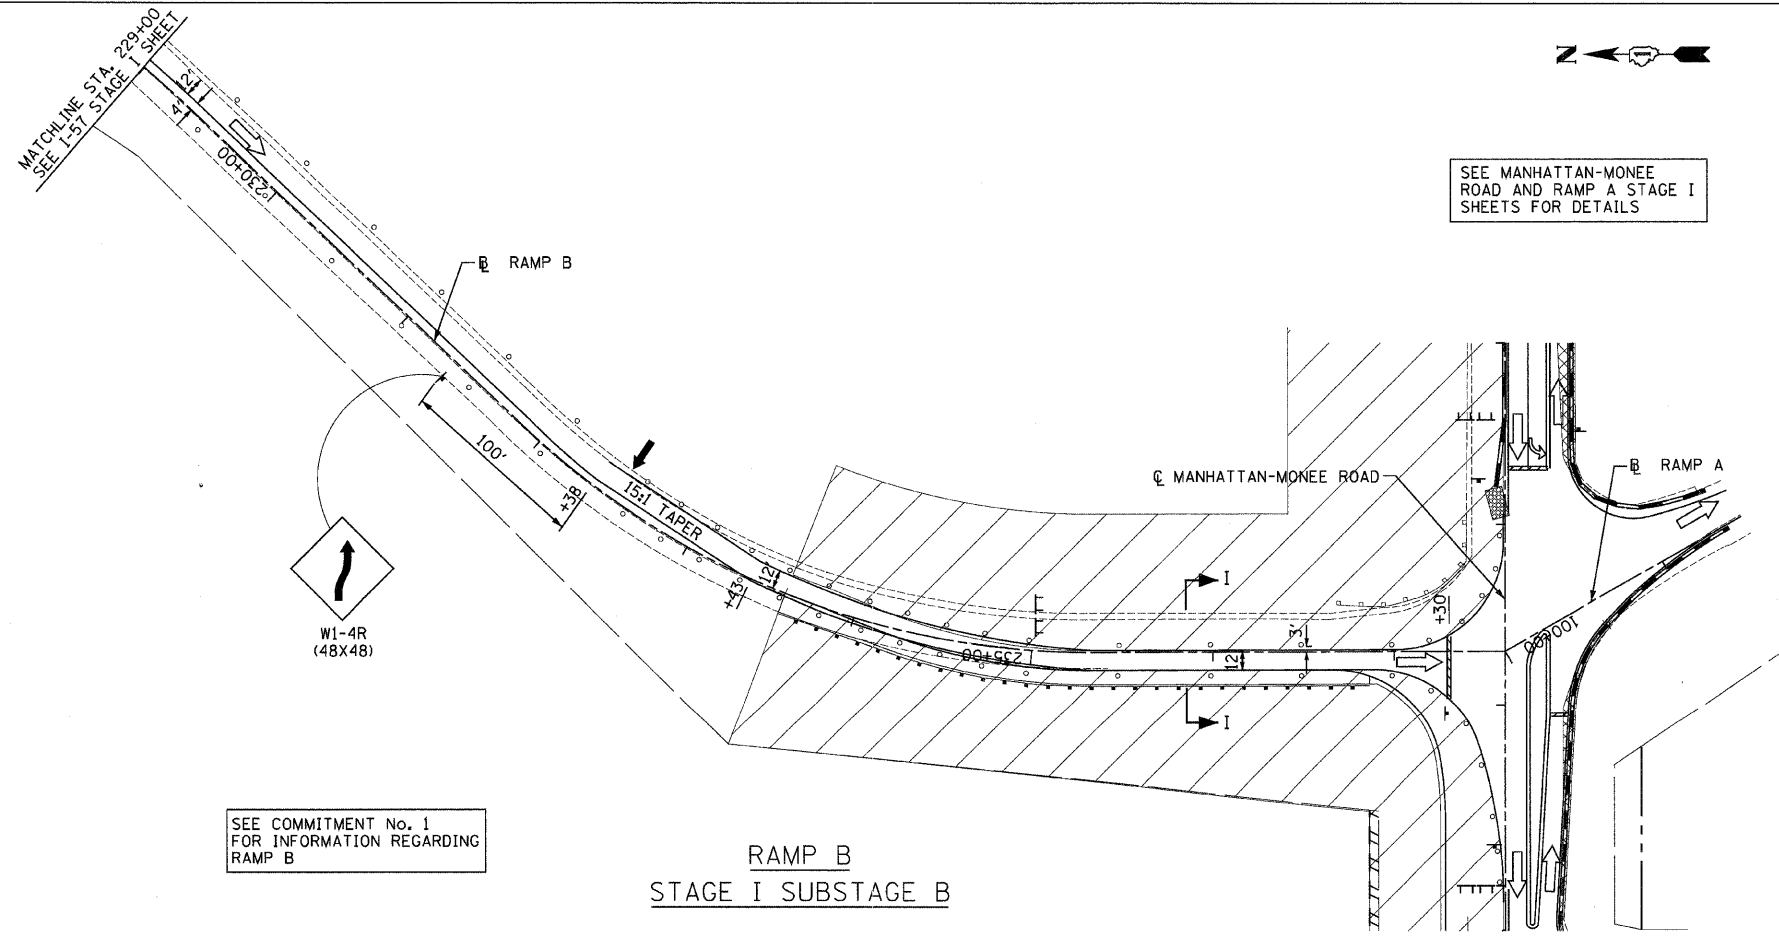 MATCHLINE STA. 229+00
SEE I-57 STAGE I SHEET
12'
4'
230+00
N
SEE MANHATTAN-MONEE
ROAD AND RAMP A STAGE I
SHEETS FOR DETAILS
B RAMP B
100'
+38
15:1 TAPER
+43
12'
W1-4R
(48X48)
℄ MANHATTAN-MONEE ROAD
B RAMP A
I
+30
3'
12'
235+00
100+00
I
SEE COMMITMENT No. 1
FOR INFORMATION REGARDING
RAMP B
RAMP B
STAGE I SUBSTAGE B